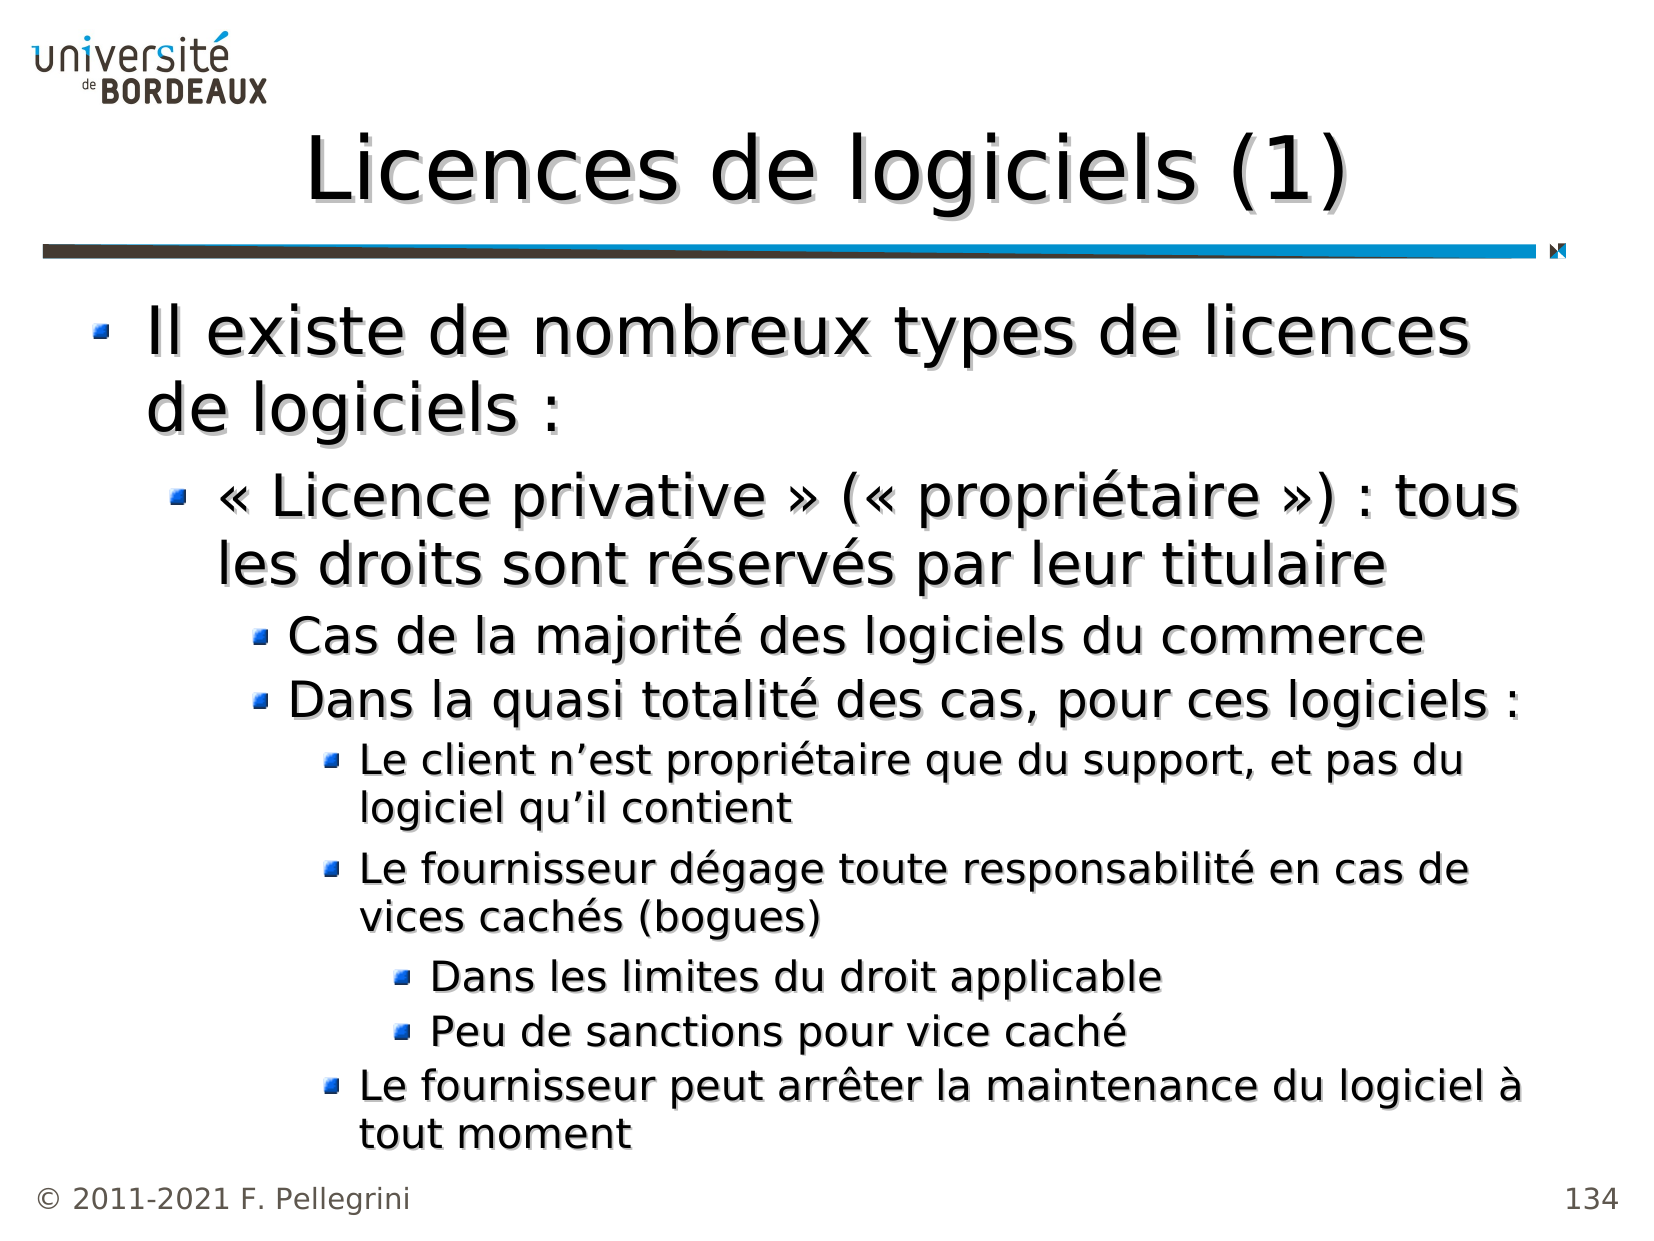 université
de BORDEAUX
Licences de logiciels (1)
Il existe de nombreux types de licences
de logiciels :
« Licence privative » (« propriétaire ») : tous
les droits sont réservés par leur titulaire
Cas de la majorité des logiciels du commerce
Dans la quasi totalité des cas, pour ces logiciels :
Le client n’est propriétaire que du support, et pas du
logiciel qu’il contient
Le fournisseur dégage toute responsabilité en cas de
vices cachés (bogues)
Dans les limites du droit applicable
Peu de sanctions pour vice caché
Le fournisseur peut arrêter la maintenance du logiciel à
tout moment
© 2011-2021 F. Pellegrini
134